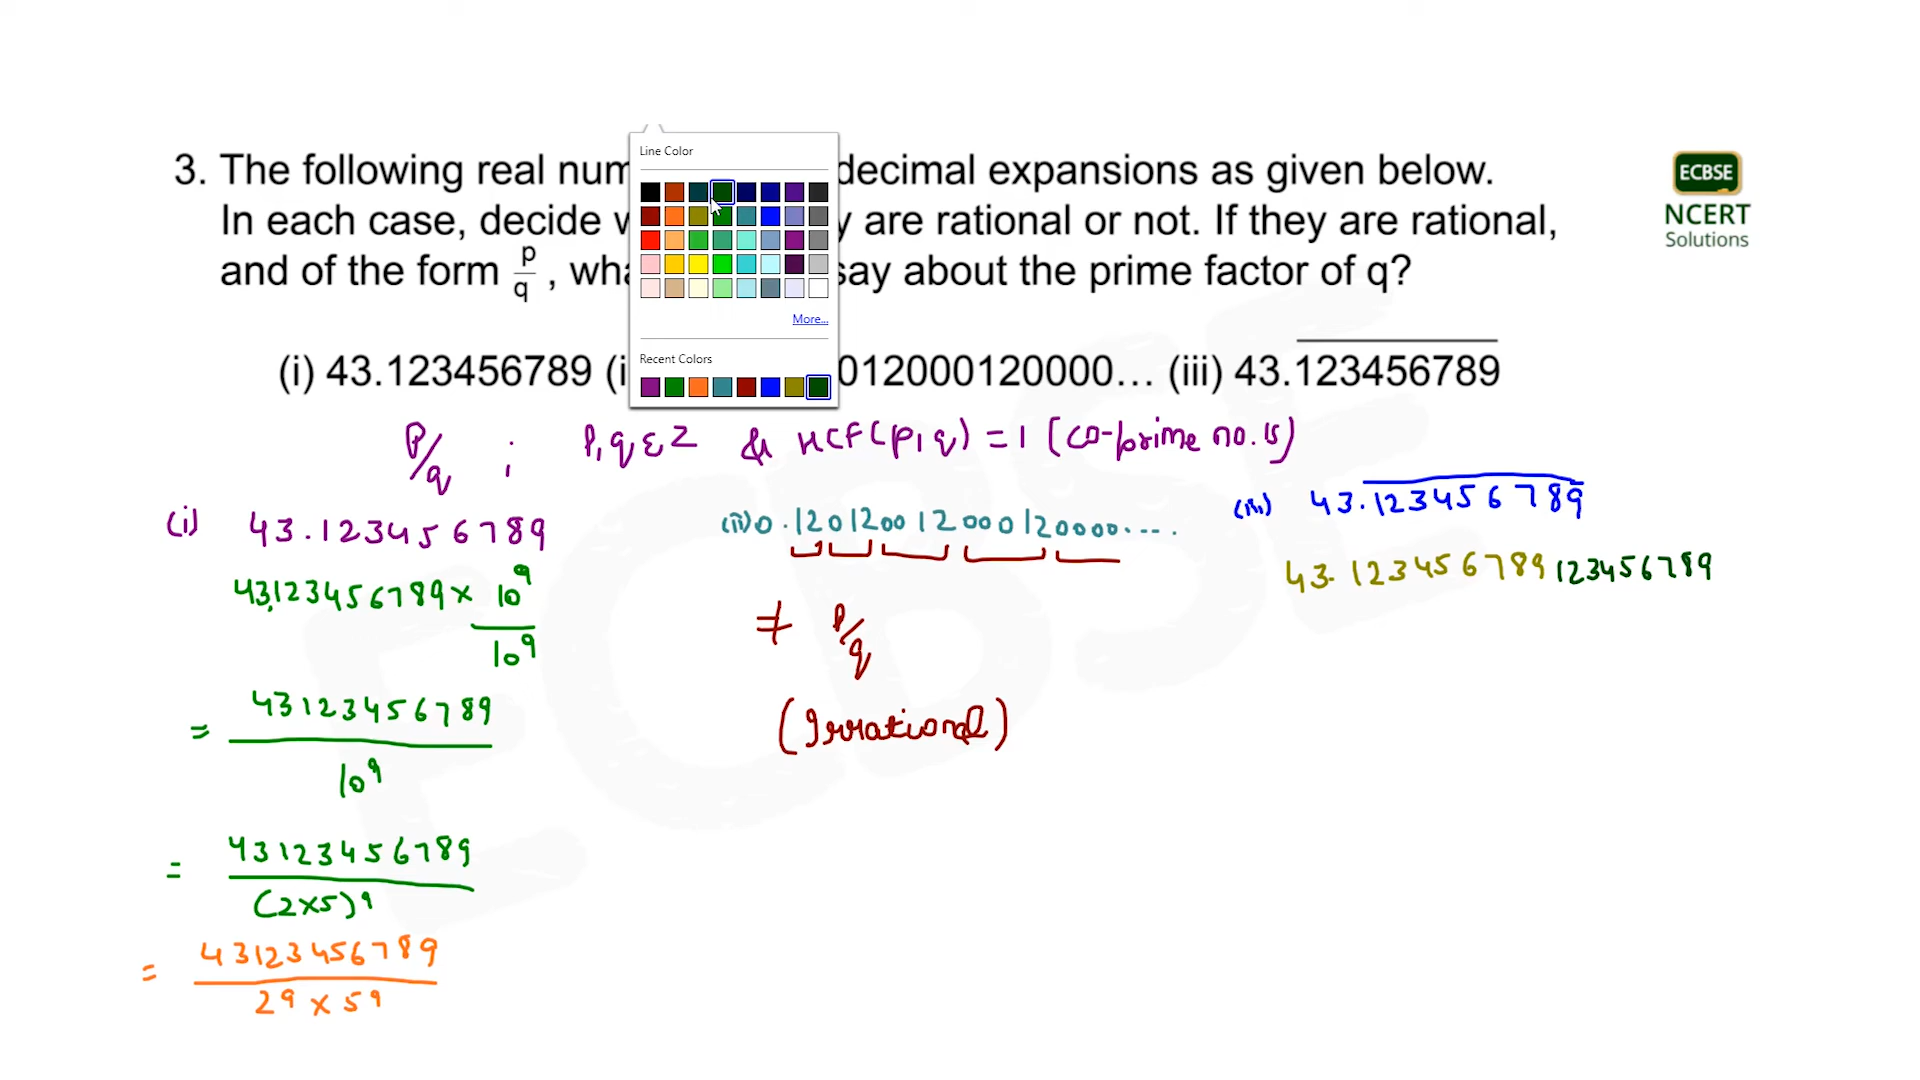 Line Color
3. The following real num decimal expansions as given below.
In each case, decide w y are rational or not. If they are rational,
and of the form p/q, wha say about the prime factor of q?
More...
Recent Colors
(i) 43.123456789 (i 012000120000... (iii) 43.123456789
ECBSE
NCERT
Solutions
P/q ; P,q ε Z & HCF(P,q) = 1 (co-prime no.is)
(i) 43.123456789
43.123456789 × 10⁹/10⁹
= 43123456789/10⁹
= 43123456789/(2×5)⁹
= 43123456789/2⁹ × 5⁹
(ii) 0.120120012000120000.....
≠ P/q
(Irrational)
(iii) 43.123456789
43.123456789123456789
ECBSE